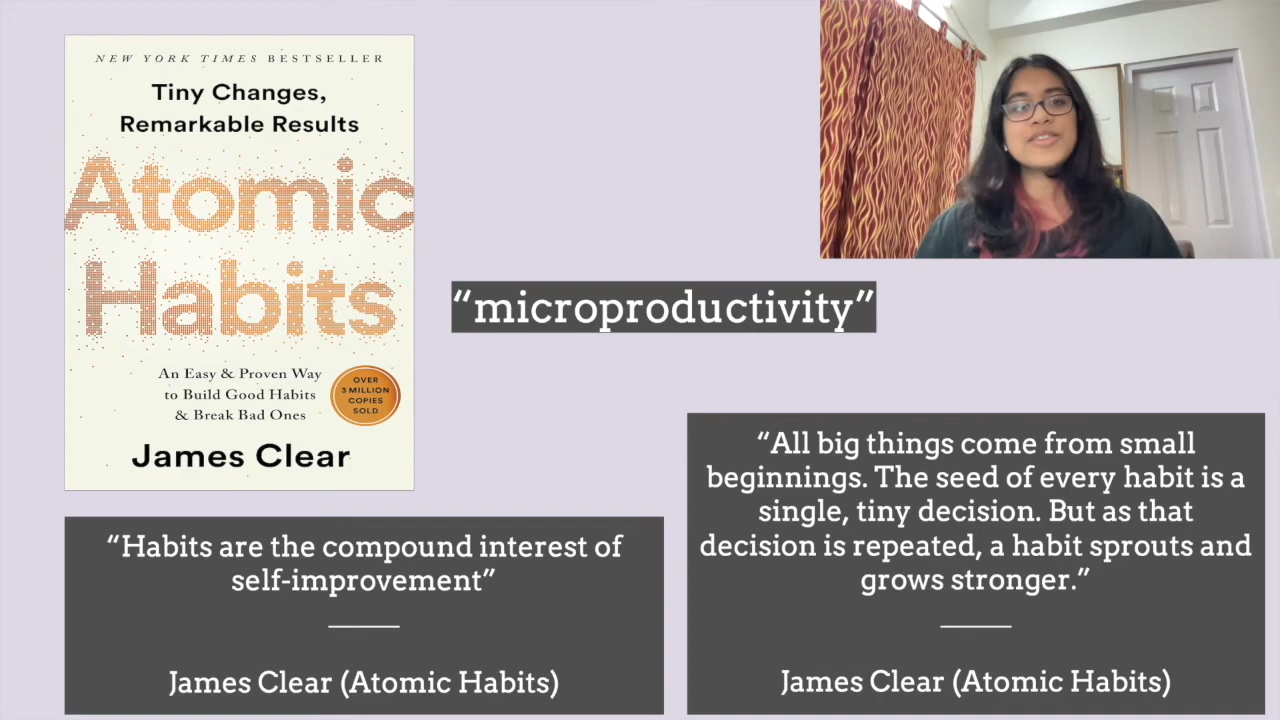 NEW YORK TIMES BESTSELLER
Tiny Changes,
Remarkable Results
Atomic
Habits
An Easy & Proven Way
to Build Good Habits
& Break Bad Ones
OVER
3 MILLION
COPIES
SOLD
James Clear
“microproductivity”
“Habits are the compound interest of
self-improvement”
James Clear (Atomic Habits)
“All big things come from small
beginnings. The seed of every habit is a
single, tiny decision. But as that
decision is repeated, a habit sprouts and
grows stronger.”
James Clear (Atomic Habits)